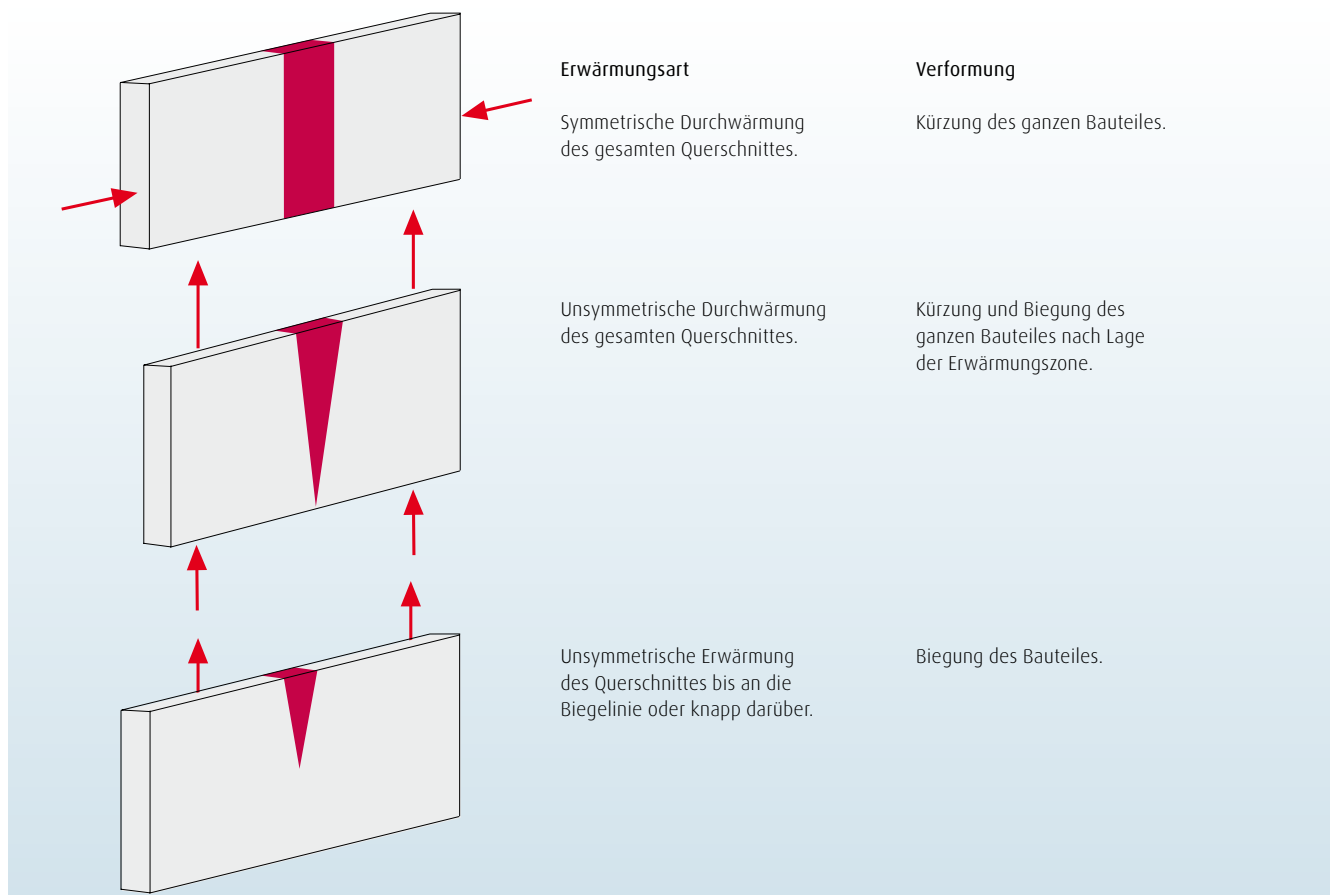 Erwärmungsart
Verformung
Symmetrische Durchwärmung
des gesamten Querschnittes.
Kürzung des ganzen Bauteiles.
Unsymmetrische Durchwärmung
des gesamten Querschnittes.
Kürzung und Biegung des
ganzen Bauteiles nach Lage
der Erwärmungszone.
Unsymmetrische Erwärmung
des Querschnittes bis an die
Biegelinie oder knapp darüber.
Biegung des Bauteiles.